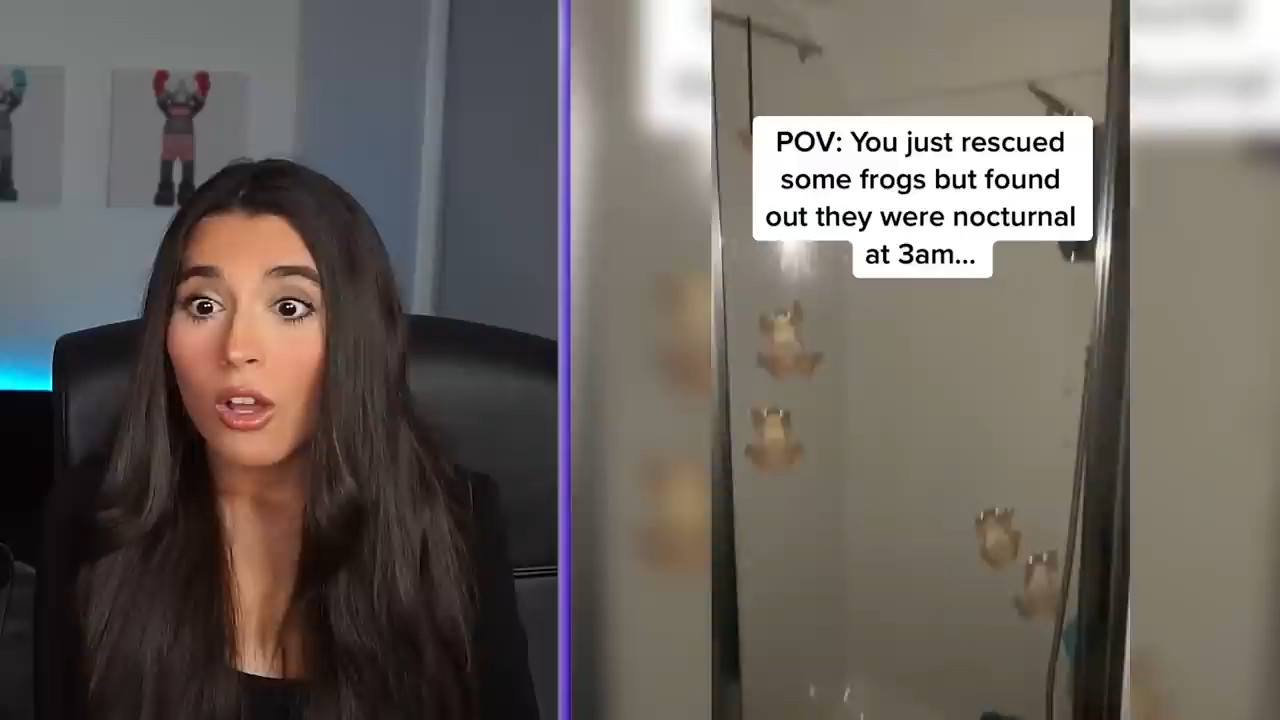 POV: You just rescued
some frogs but found
out they were nocturnal
at 3am...